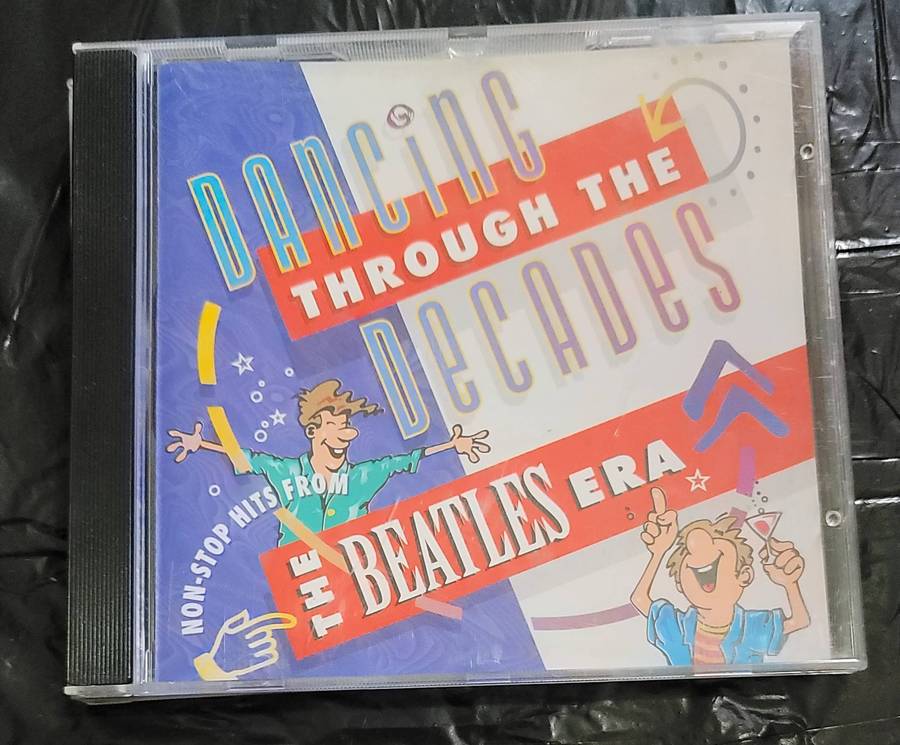 DANCiNG
THROUGH THE
DeCADeS
NON-STOP HITS FROM
THE BEATLES ERA